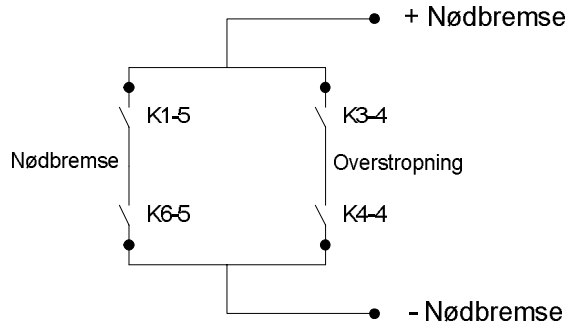 + Nødbremse
K1-5
K3-4
Nødbremse
Overstropning
K6-5
K4-4
- Nødbremse